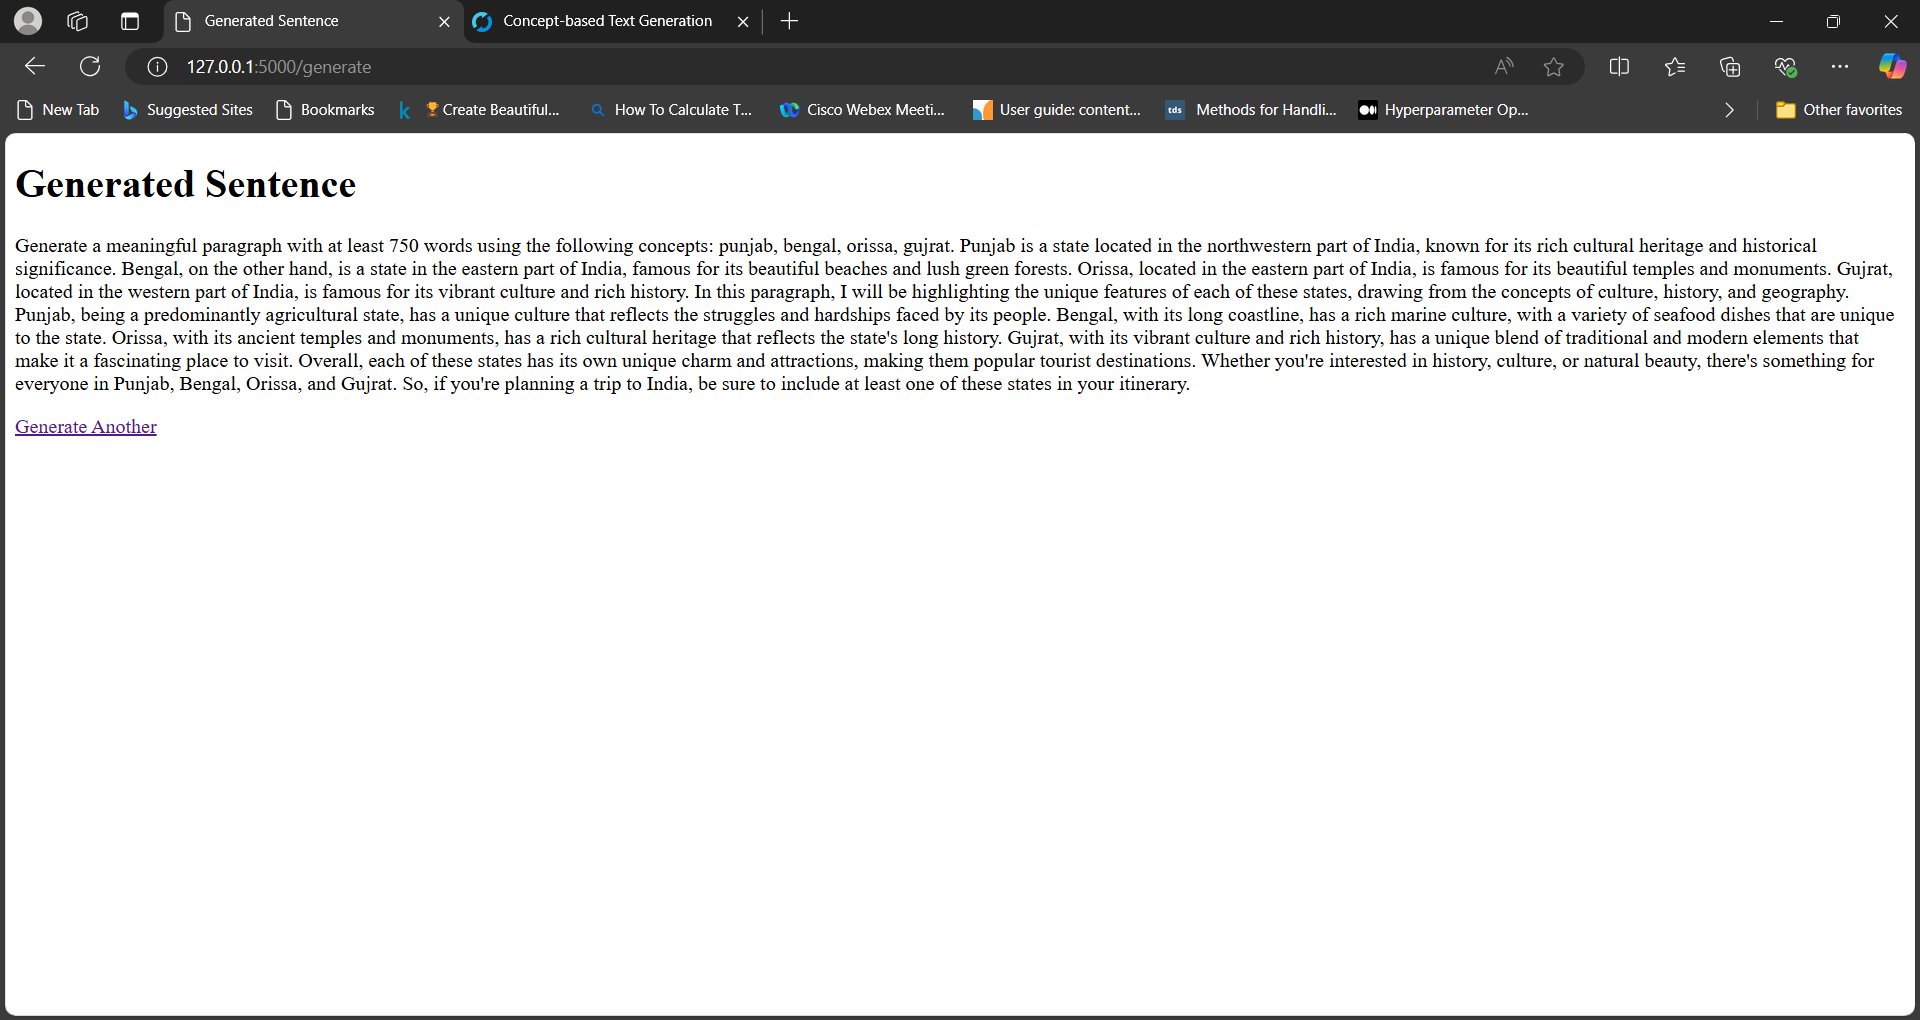 Generated Sentence
Concept-based Text Generation
127.0.0.1:5000/generate
New Tab
Suggested Sites
Bookmarks
Create Beautiful...
How To Calculate T...
Cisco Webex Meeti...
User guide: content...
tds
Methods for Handli...
Hyperparameter Op...
Other favorites
Generated Sentence
Generate a meaningful paragraph with at least 750 words using the following concepts: punjab, bengal, orissa, gujrat. Punjab is a state located in the northwestern part of India, known for its rich cultural heritage and historical
significance. Bengal, on the other hand, is a state in the eastern part of India, famous for its beautiful beaches and lush green forests. Orissa, located in the eastern part of India, is famous for its beautiful temples and monuments. Gujrat,
located in the western part of India, is famous for its vibrant culture and rich history. In this paragraph, I will be highlighting the unique features of each of these states, drawing from the concepts of culture, history, and geography.
Punjab, being a predominantly agricultural state, has a unique culture that reflects the struggles and hardships faced by its people. Bengal, with its long coastline, has a rich marine culture, with a variety of seafood dishes that are unique
to the state. Orissa, with its ancient temples and monuments, has a rich cultural heritage that reflects the state's long history. Gujrat, with its vibrant culture and rich history, has a unique blend of traditional and modern elements that
make it a fascinating place to visit. Overall, each of these states has its own unique charm and attractions, making them popular tourist destinations. Whether you're interested in history, culture, or natural beauty, there's something for
everyone in Punjab, Bengal, Orissa, and Gujrat. So, if you're planning a trip to India, be sure to include at least one of these states in your itinerary.
Generate Another